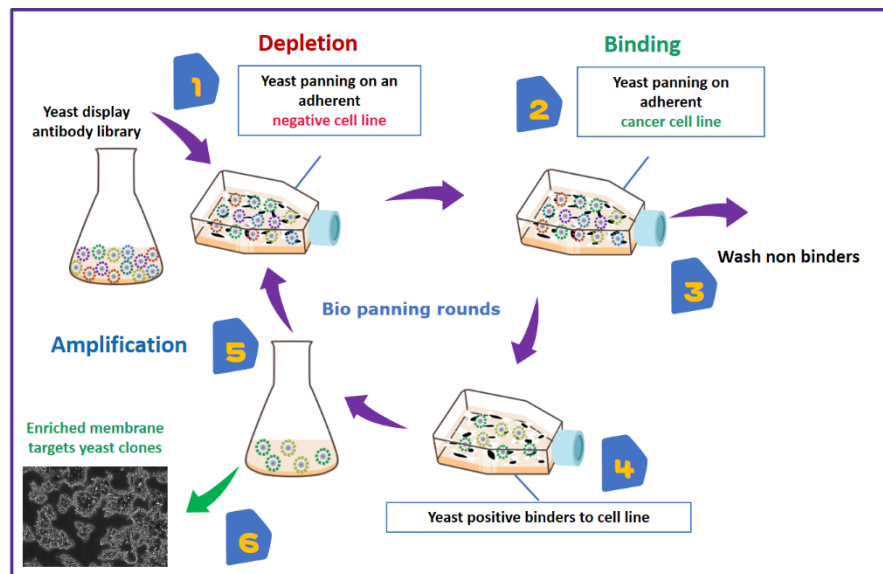 Depletion
Binding
1
Yeast panning on an
adherent
negative cell line
2
Yeast panning on
adherent
cancer cell line
Yeast display
antibody library
3
Wash non binders
Bio panning rounds
Amplification
5
Enriched membrane
targets yeast clones
4
Yeast positive binders to cell line
6